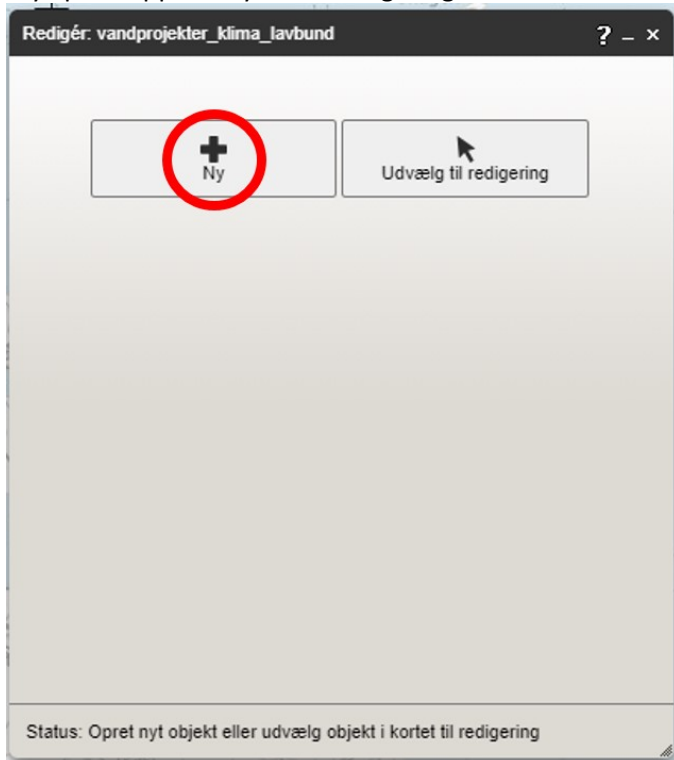 Redigér: vandprojekter_klima_lavbund ? – ×
Ny
Udvælg til redigering
Status: Opret nyt objekt eller udvælg objekt i kortet til redigering